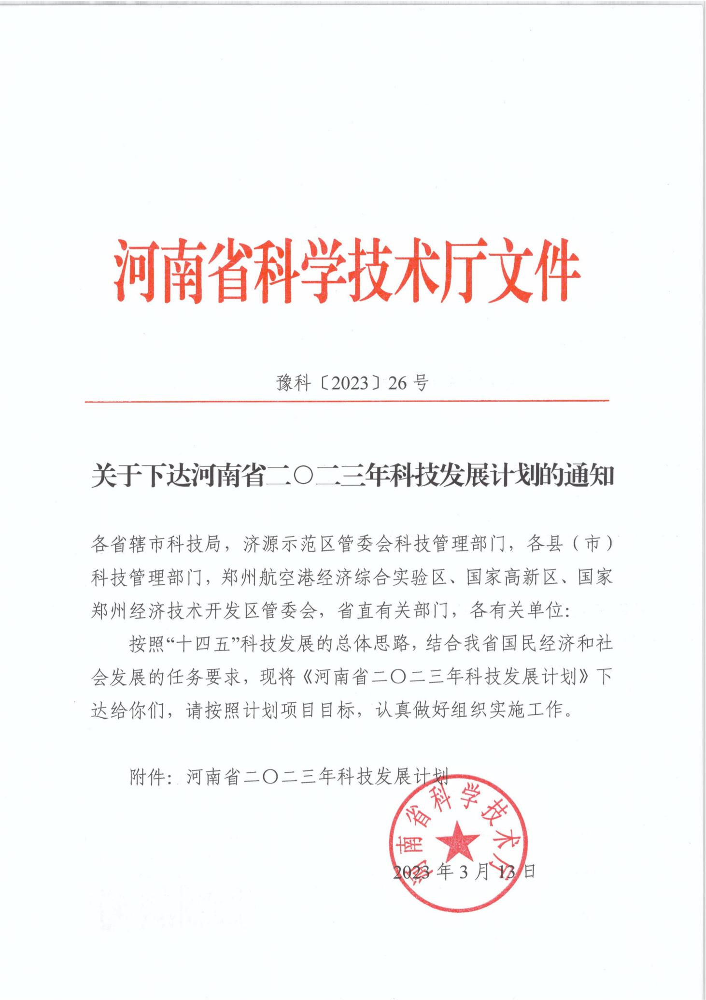 河南省科学技术厅文件
豫科〔2023〕26 号
关于下达河南省二〇二三年科技发展计划的通知
各省辖市科技局，济源示范区管委会科技管理部门，各县（市）
科技管理部门，郑州航空港经济综合实验区、国家高新区、国家
郑州经济技术开发区管委会，省直有关部门，各有关单位：
按照“十四五”科技发展的总体思路，结合我省国民经济和社
会发展的任务要求，现将《河南省二〇二三年科技发展计划》下
达给你们，请按照计划项目目标，认真做好组织实施工作。
附件：河南省二〇二三年科技发展计划
河南省科学技术厅
2023 年 3 月 13 日